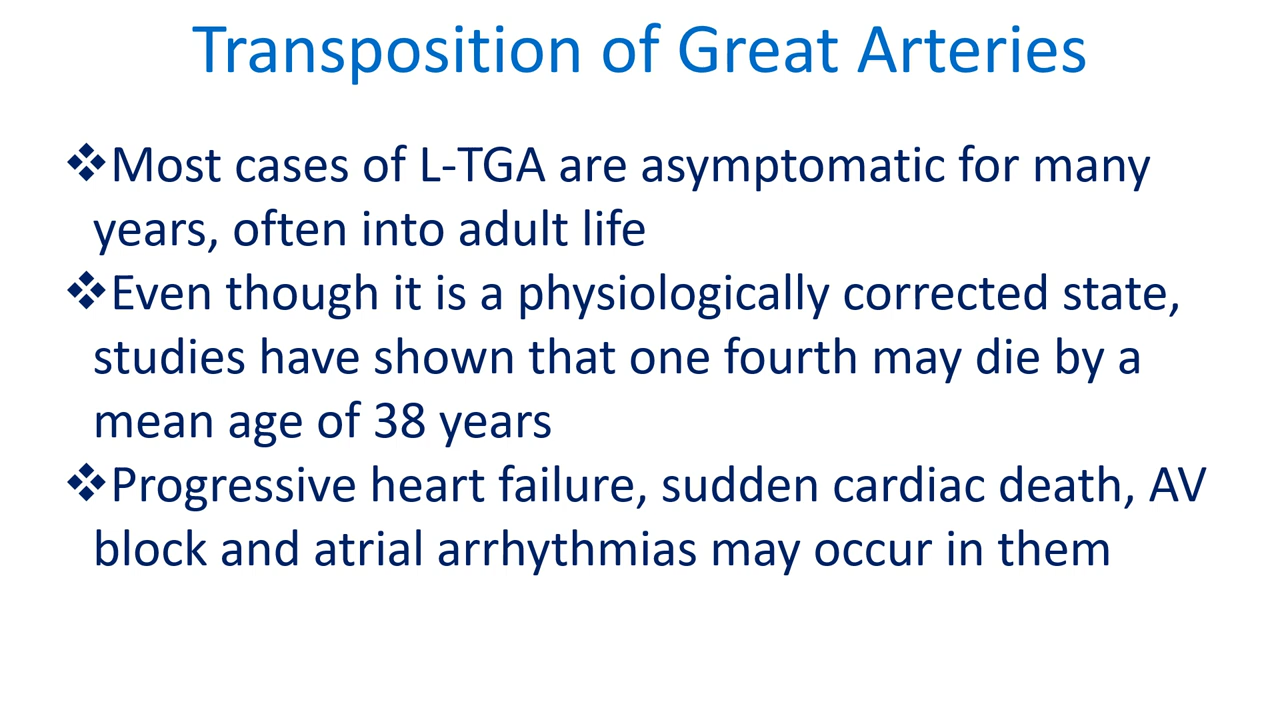 Transposition of Great Arteries
❖Most cases of L-TGA are asymptomatic for many
years, often into adult life
❖Even though it is a physiologically corrected state,
studies have shown that one fourth may die by a
mean age of 38 years
❖Progressive heart failure, sudden cardiac death, AV
block and atrial arrhythmias may occur in them